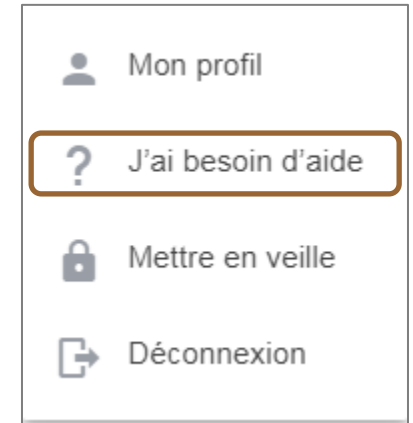 Mon profil
J'ai besoin d'aide
Mettre en veille
Déconnexion